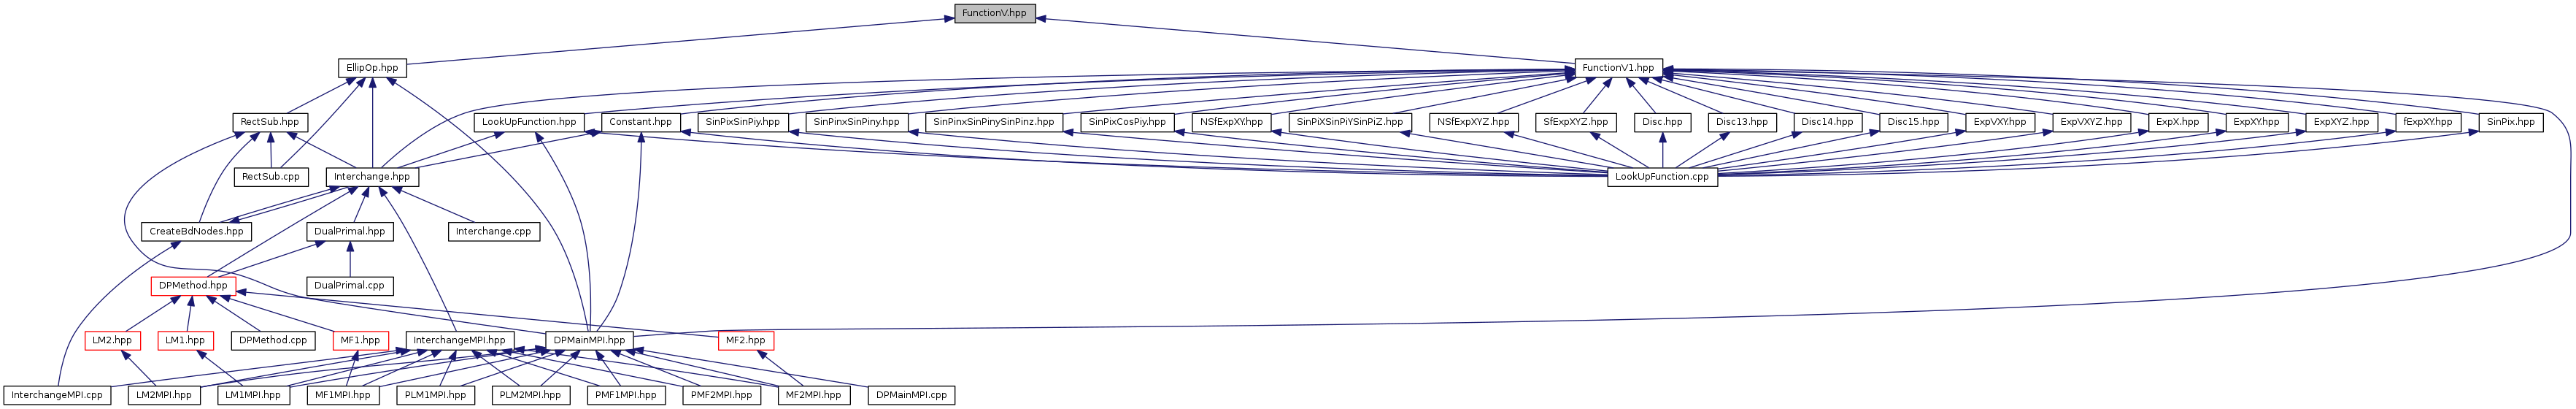 FunctionV.hpp
EllipOp.hpp
FunctionV1.hpp
RectSub.hpp
LookUpFunction.hpp
Constant.hpp
SinPixSinPiy.hpp
SinPinxSinPiny.hpp
SinPinxSinPinySinPinz.hpp
SinPixCosPiy.hpp
NSfExpXY.hpp
SinPiXSinPiYSinPiZ.hpp
NSfExpXYZ.hpp
SfExpXYZ.hpp
Disc.hpp
Disc13.hpp
Disc14.hpp
Disc15.hpp
ExpVXY.hpp
ExpVXYZ.hpp
ExpX.hpp
ExpXY.hpp
ExpXYZ.hpp
fExpXY.hpp
SinPix.hpp
RectSub.cpp
Interchange.hpp
LookUpFunction.cpp
CreateBdNodes.hpp
DualPrimal.hpp
Interchange.cpp
DPMethod.hpp
DualPrimal.cpp
LM2.hpp
LM1.hpp
DPMethod.cpp
MF1.hpp
InterchangeMPI.hpp
DPMainMPI.hpp
MF2.hpp
InterchangeMPI.cpp
LM2MPI.hpp
LM1MPI.hpp
MF1MPI.hpp
PLM1MPI.hpp
PLM2MPI.hpp
PMF1MPI.hpp
PMF2MPI.hpp
MF2MPI.hpp
DPMainMPI.cpp